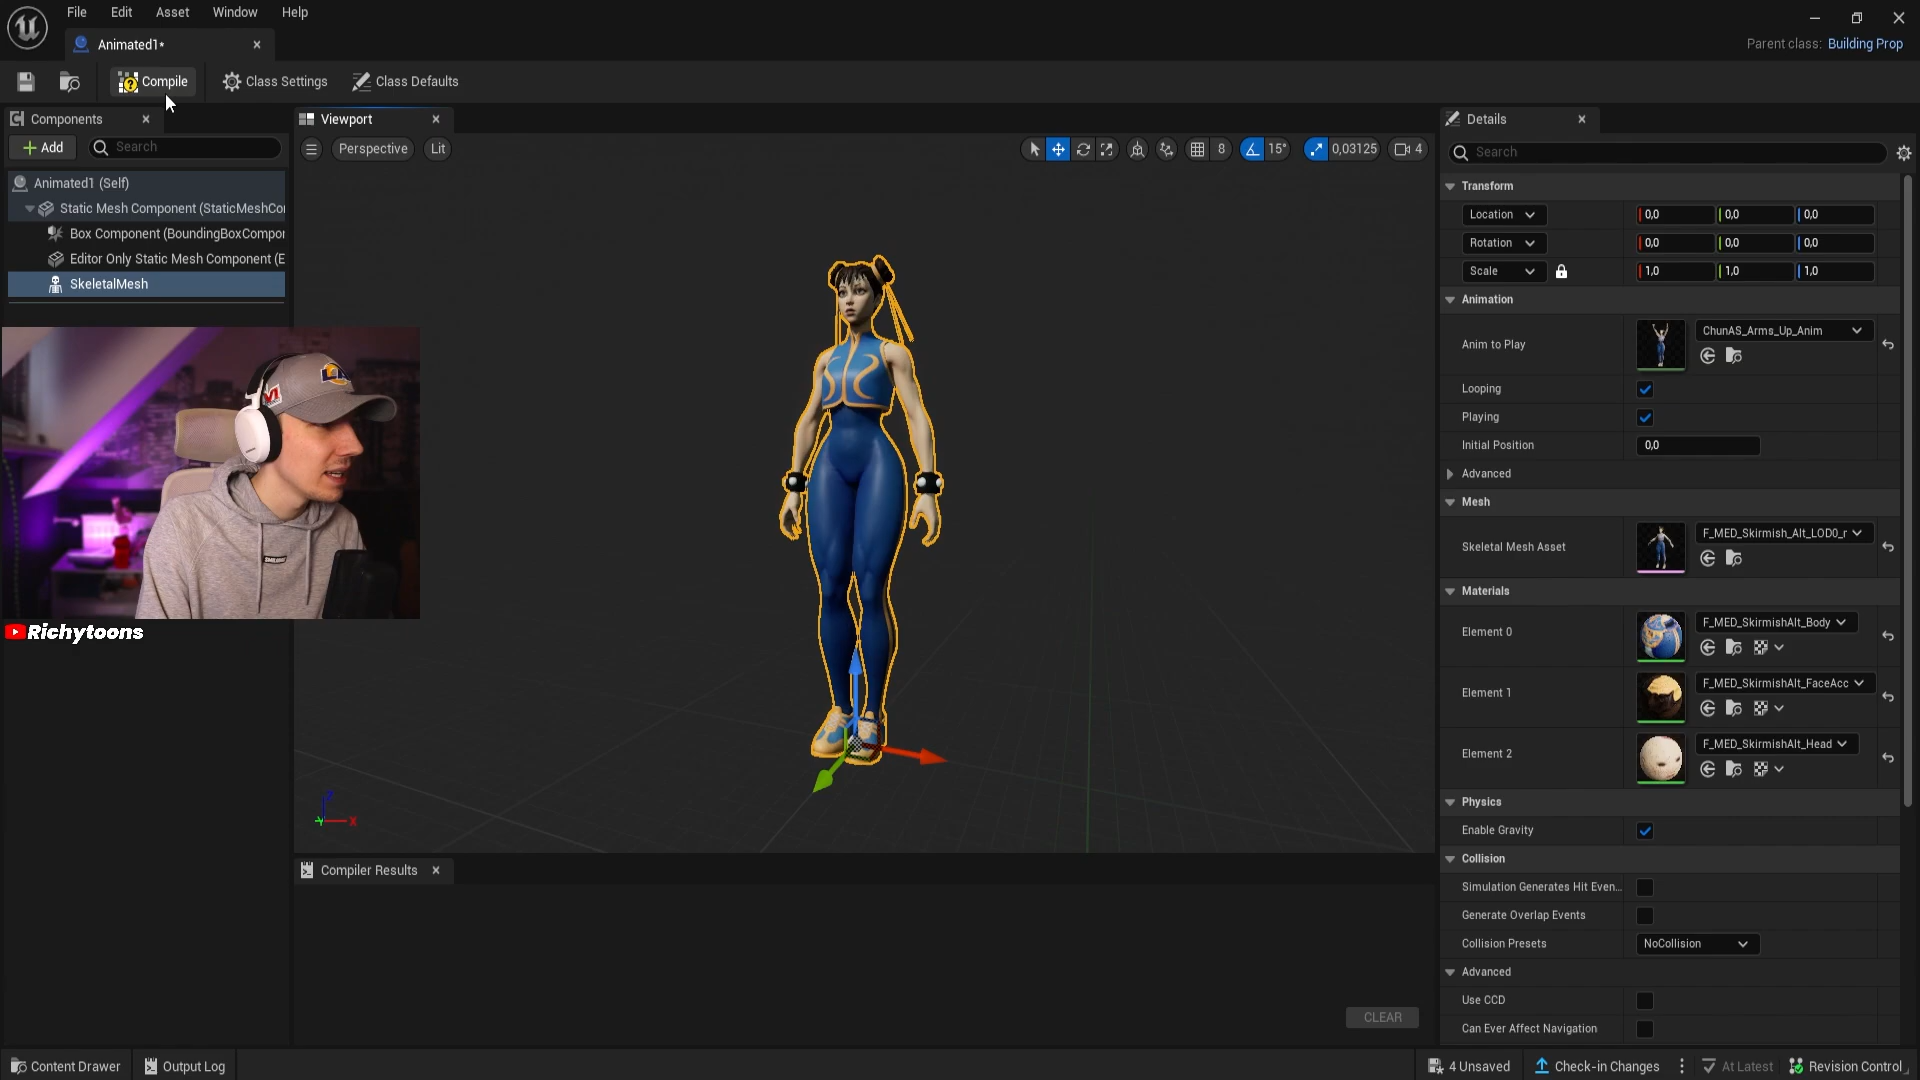 File Edit Asset Window Help
Animated1*
Parent class: Building Prop
Compile Class Settings Class Defaults
Components
Add Search
Animated1 (Self)
Static Mesh Component (StaticMeshCo
Box Component (BoundingBoxCompor
Editor Only Static Mesh Component (E
SkeletalMesh
Richytoons
Viewport
Perspective Lit
8 15° 0,03125 4
Z
X
Y
Compiler Results
CLEAR
Details
Search
Transform
Location 0,0 0,0 0,0
Rotation 0,0 0,0 0,0
Scale 1,0 1,0 1,0
Animation
Anim to Play ChunAS_Arms_Up_Anim
Looping
Playing
Initial Position 0,0
Advanced
Mesh
Skeletal Mesh Asset F_MED_Skirmish_Alt_LOD0_r
Materials
Element 0 F_MED_SkirmishAlt_Body
Element 1 F_MED_SkirmishAlt_FaceAcc
Element 2 F_MED_SkirmishAlt_Head
Physics
Enable Gravity
Collision
Simulation Generates Hit Even...
Generate Overlap Events
Collision Presets NoCollision
Advanced
Use CCD
Can Ever Affect Navigation
Content Drawer Output Log 4 Unsaved Check-in Changes At Latest Revision Control